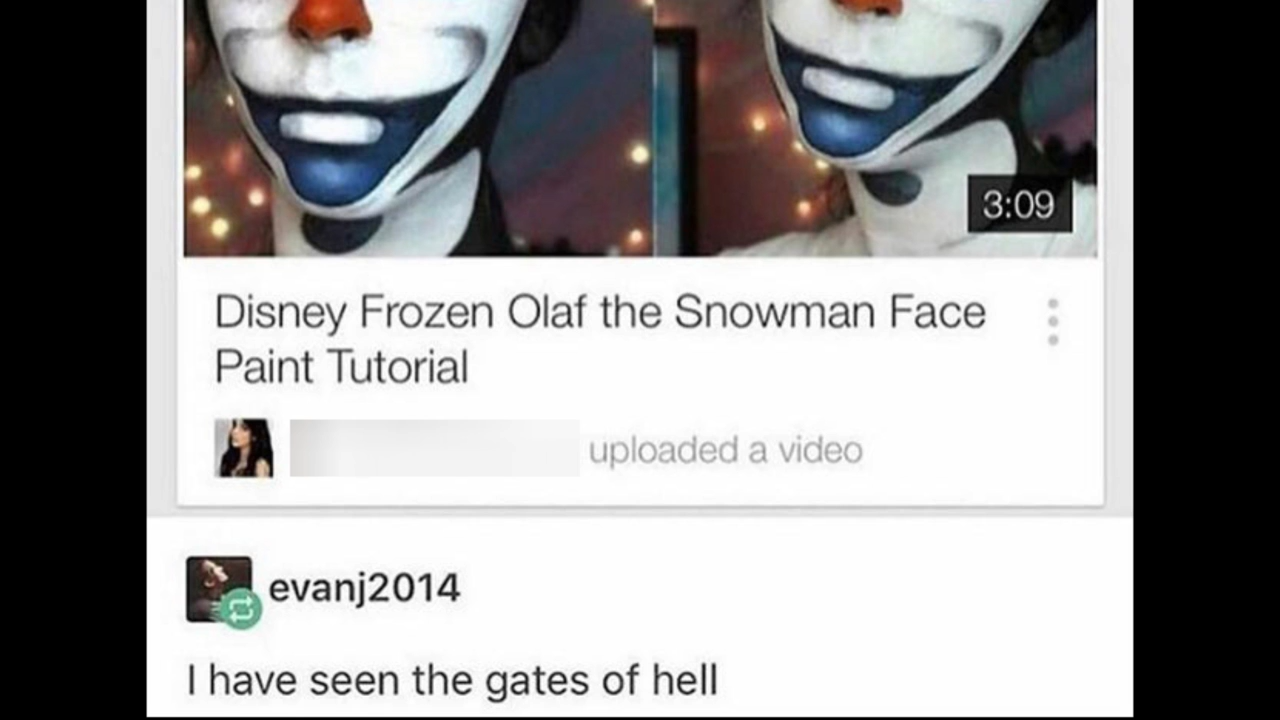 3:09
Disney Frozen Olaf the Snowman Face
Paint Tutorial
uploaded a video
evanj2014
I have seen the gates of hell